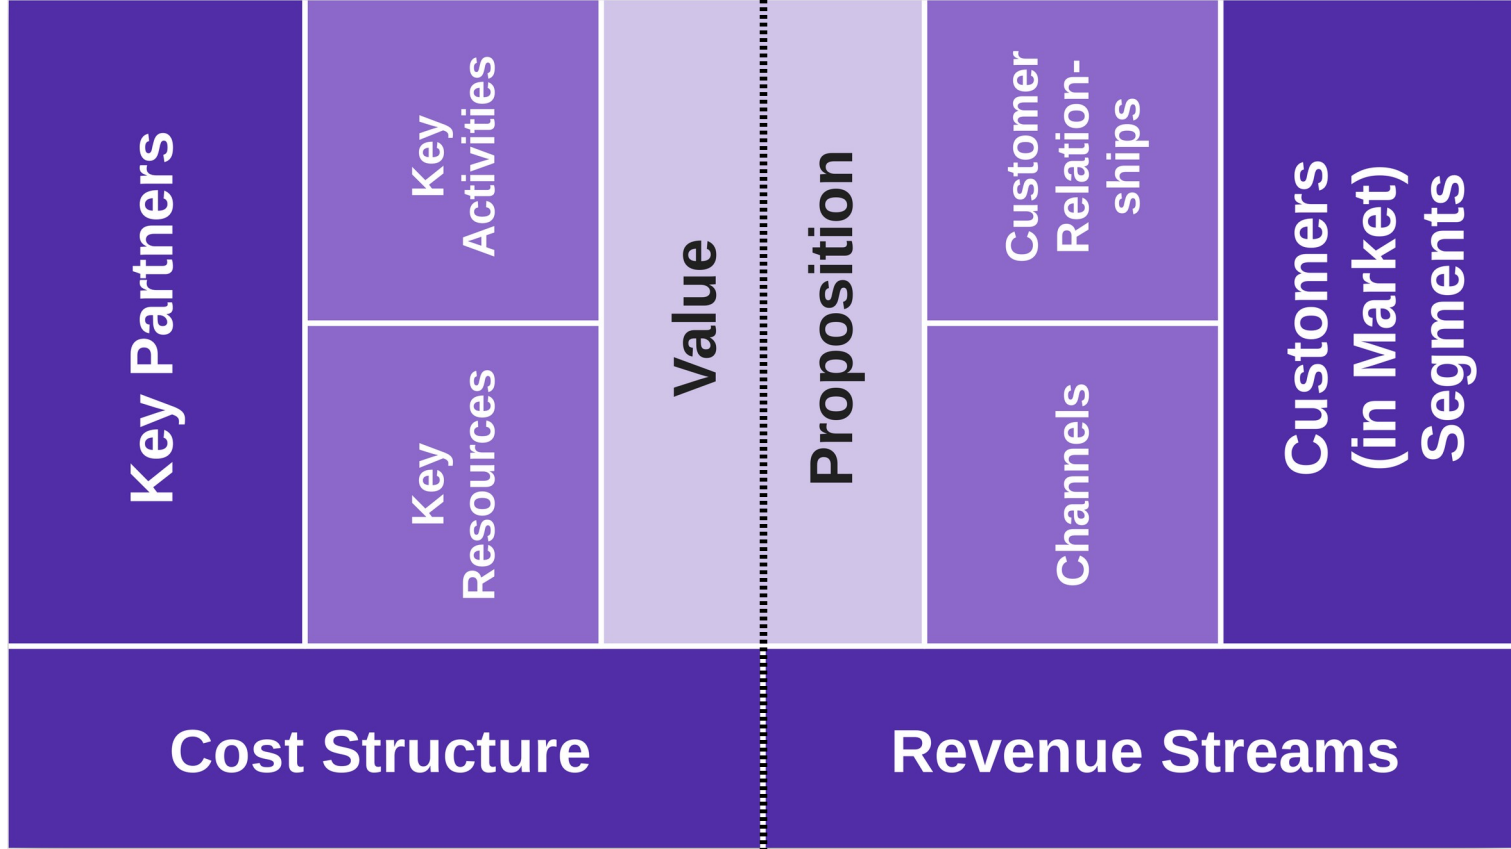 Key Partners
Key
Activities
Key
Resources
Value
Proposition
Customer
Relation-
ships
Channels
Customers
(in Market)
Segments
Cost Structure
Revenue Streams